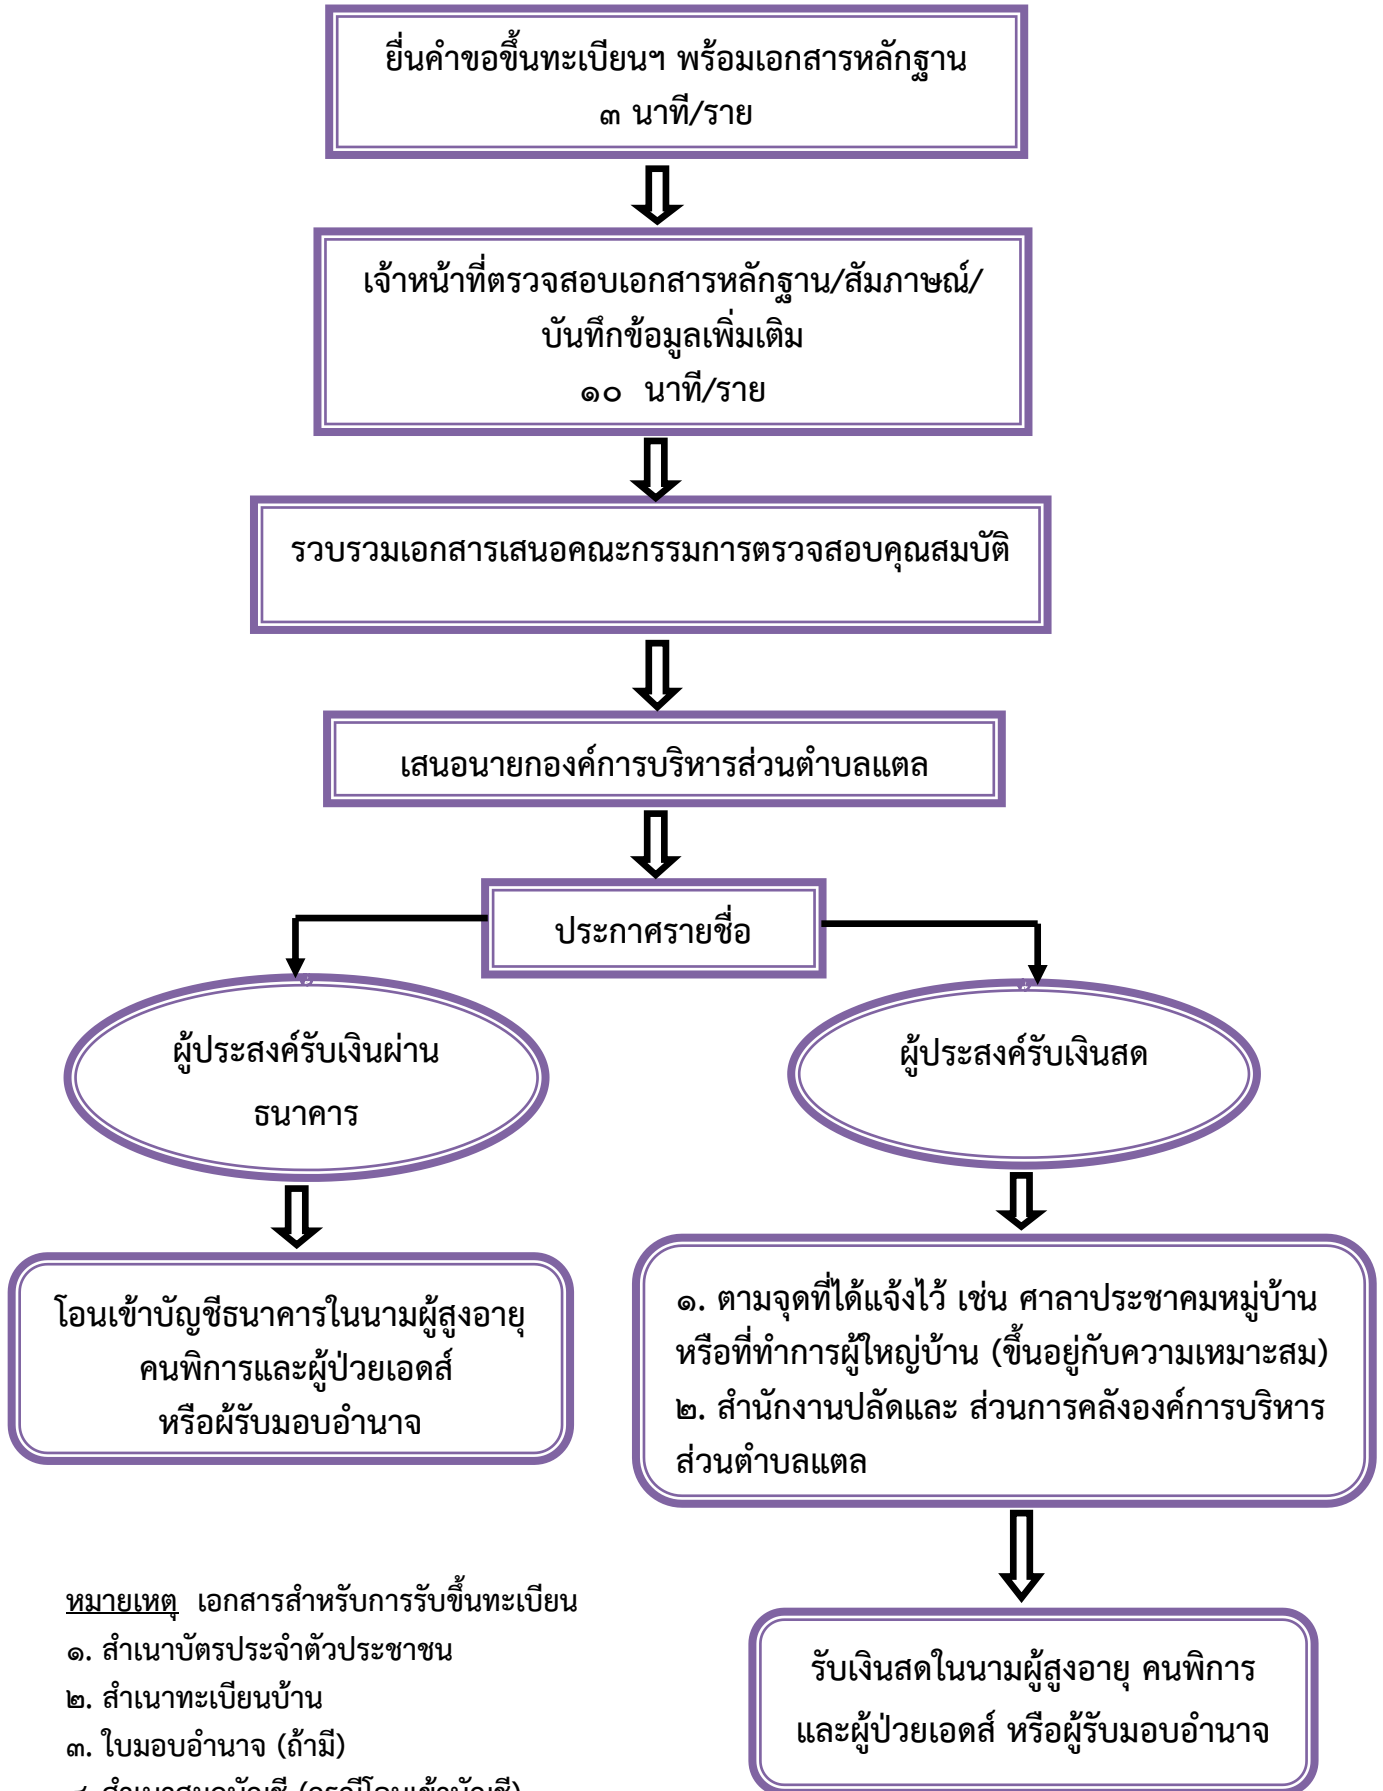 ยื่นคำขอขึ้นทะเบียนฯ พร้อมเอกสารหลักฐาน
๓ นาที/ราย
เจ้าหน้าที่ตรวจสอบเอกสารหลักฐาน/สัมภาษณ์/
บันทึกข้อมูลเพิ่มเติม
๑๐ นาที/ราย
รวบรวมเอกสารเสนอคณะกรรมการตรวจสอบคุณสมบัติ
เสนอนายกองค์การบริหารส่วนตำบลแตล
ประกาศรายชื่อ
ผู้ประสงค์รับเงินผ่าน
ธนาคาร
ผู้ประสงค์รับเงินสด
โอนเข้าบัญชีธนาคารในนามผู้สูงอายุ
คนพิการและผู้ป่วยเอดส์
หรือผู้รับมอบอำนาจ
๑. ตามจุดที่ได้แจ้งไว้ เช่น ศาลาประชาคมหมู่บ้าน
หรือที่ทำการผู้ใหญ่บ้าน (ขึ้นอยู่กับความเหมาะสม)
๒. สำนักงานปลัดและ ส่วนการคลังองค์การบริหาร
ส่วนตำบลแตล
รับเงินสดในนามผู้สูงอายุ คนพิการ
และผู้ป่วยเอดส์ หรือผู้รับมอบอำนาจ
หมายเหตุ เอกสารสำหรับการรับขึ้นทะเบียน
๑. สำเนาบัตรประจำตัวประชาชน
๒. สำเนาทะเบียนบ้าน
๓. ใบมอบอำนาจ (ถ้ามี)
๔. สำเนาสมุดบัญชี (กรณีโอนเข้าบัญชี)